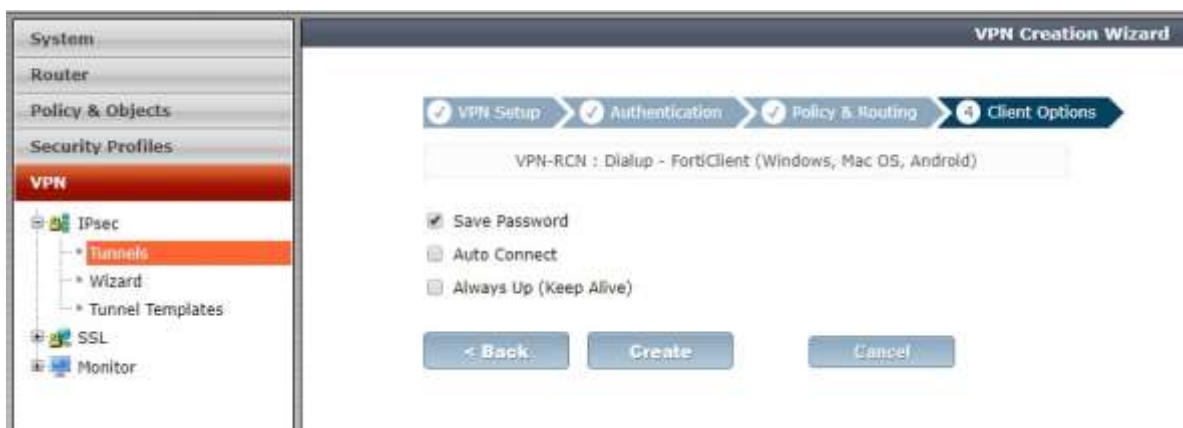 VPN Creation Wizard
System
Router
Policy & Objects
Security Profiles
VPN
IPsec
Tunnels
Wizard
Tunnel Templates
SSL
Monitor
VPN Setup Authentication Policy & Routing 4 Client Options
VPN-RCN : Dialup - FortiClient (Windows, Mac OS, Android)
Save Password
Auto Connect
Always Up (Keep Alive)
< Back Create Cancel